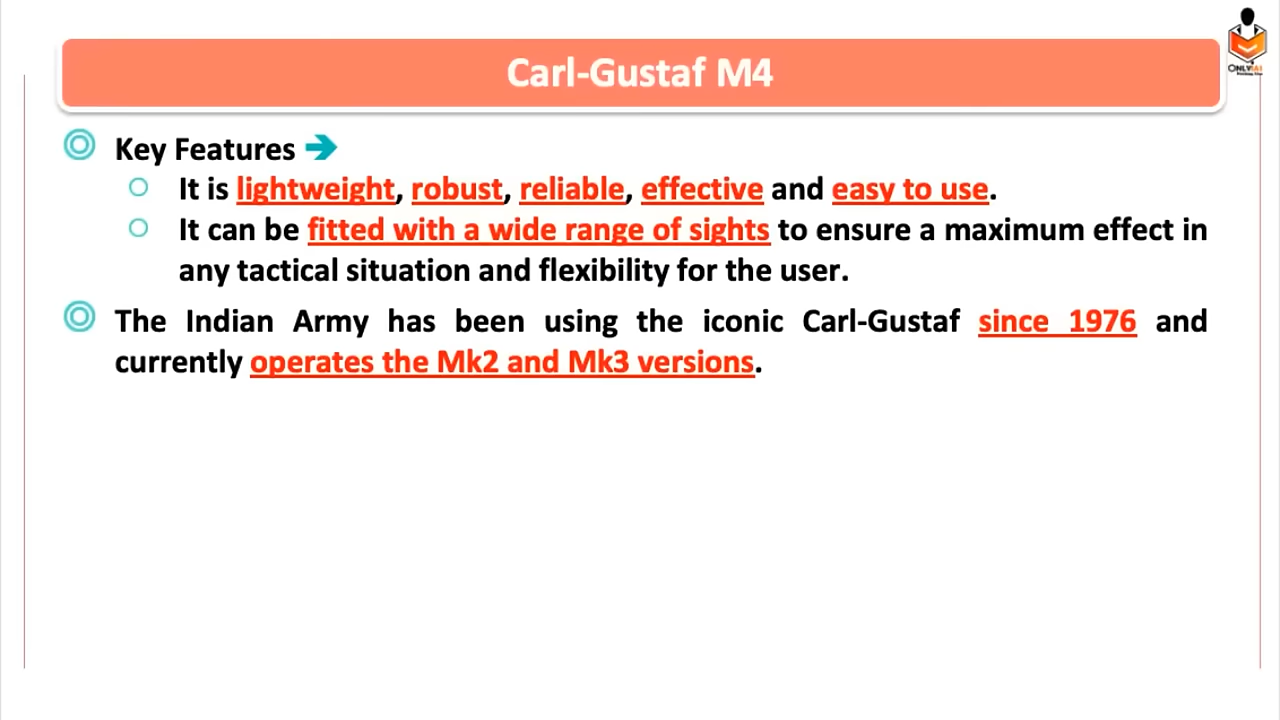 Carl-Gustaf M4
ONLYIAS
Key Features ➔
It is lightweight, robust, reliable, effective and easy to use.
It can be fitted with a wide range of sights to ensure a maximum effect in
any tactical situation and flexibility for the user.
The Indian Army has been using the iconic Carl-Gustaf since 1976 and
currently operates the Mk2 and Mk3 versions.